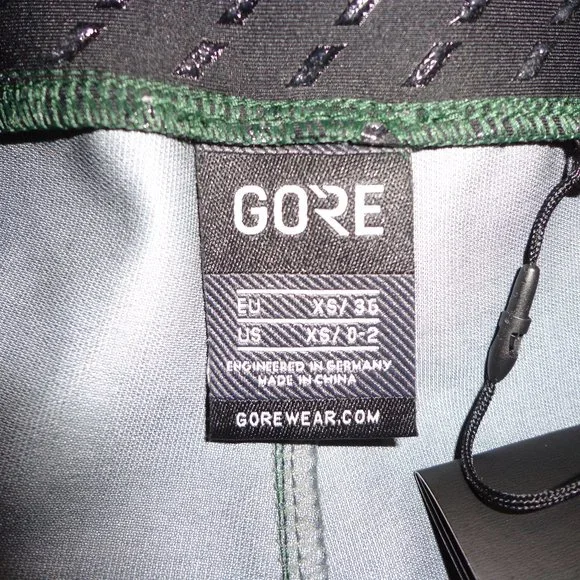 GORE
EU XS/36
US XS/0-2
ENGINEERED IN GERMANY
MADE IN CHINA
GOREWEAR.COM